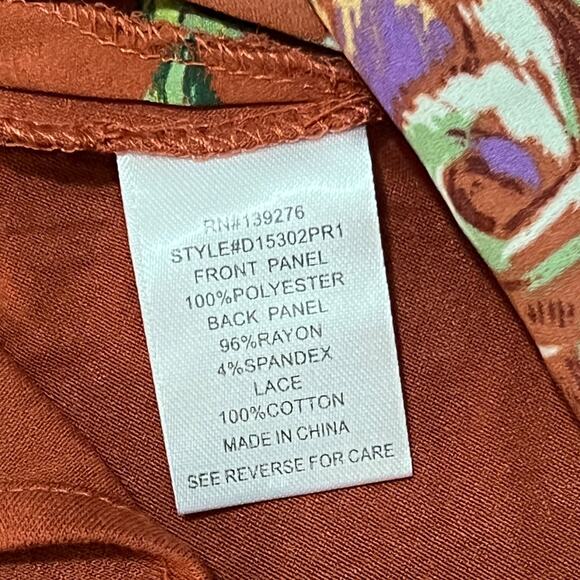 RN#139276
STYLE#D15302PR1
FRONT PANEL
100%POLYESTER
BACK PANEL
96%RAYON
4%SPANDEX
LACE
100%COTTON
MADE IN CHINA
SEE REVERSE FOR CARE